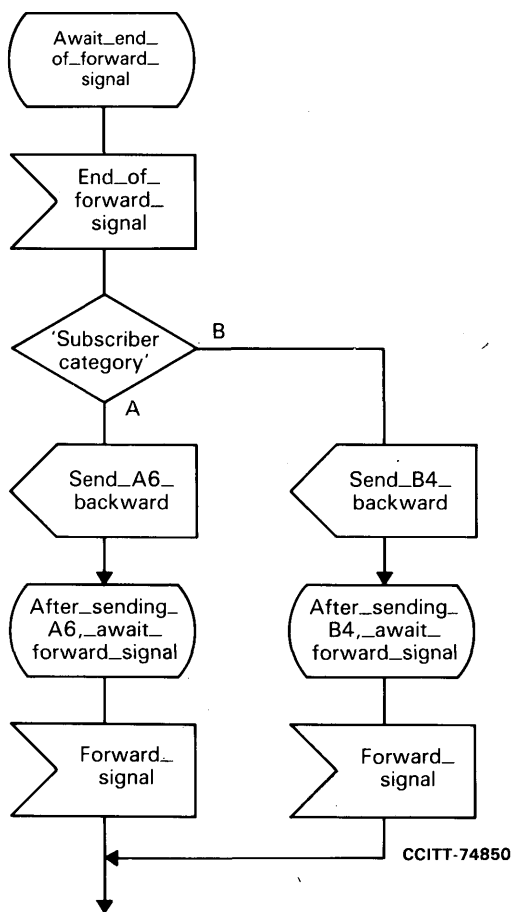 Await_end_
of_forward_
signal
End_of_
forward_
signal
'Subscriber
category'
B
A
Send_A6_
backward
Send_B4_
backward
After_sending_
A6,_await_
forward_signal
After_sending_
B4,_await_
forward_signal
Forward_
signal
Forward_
signal
CCITT-74850